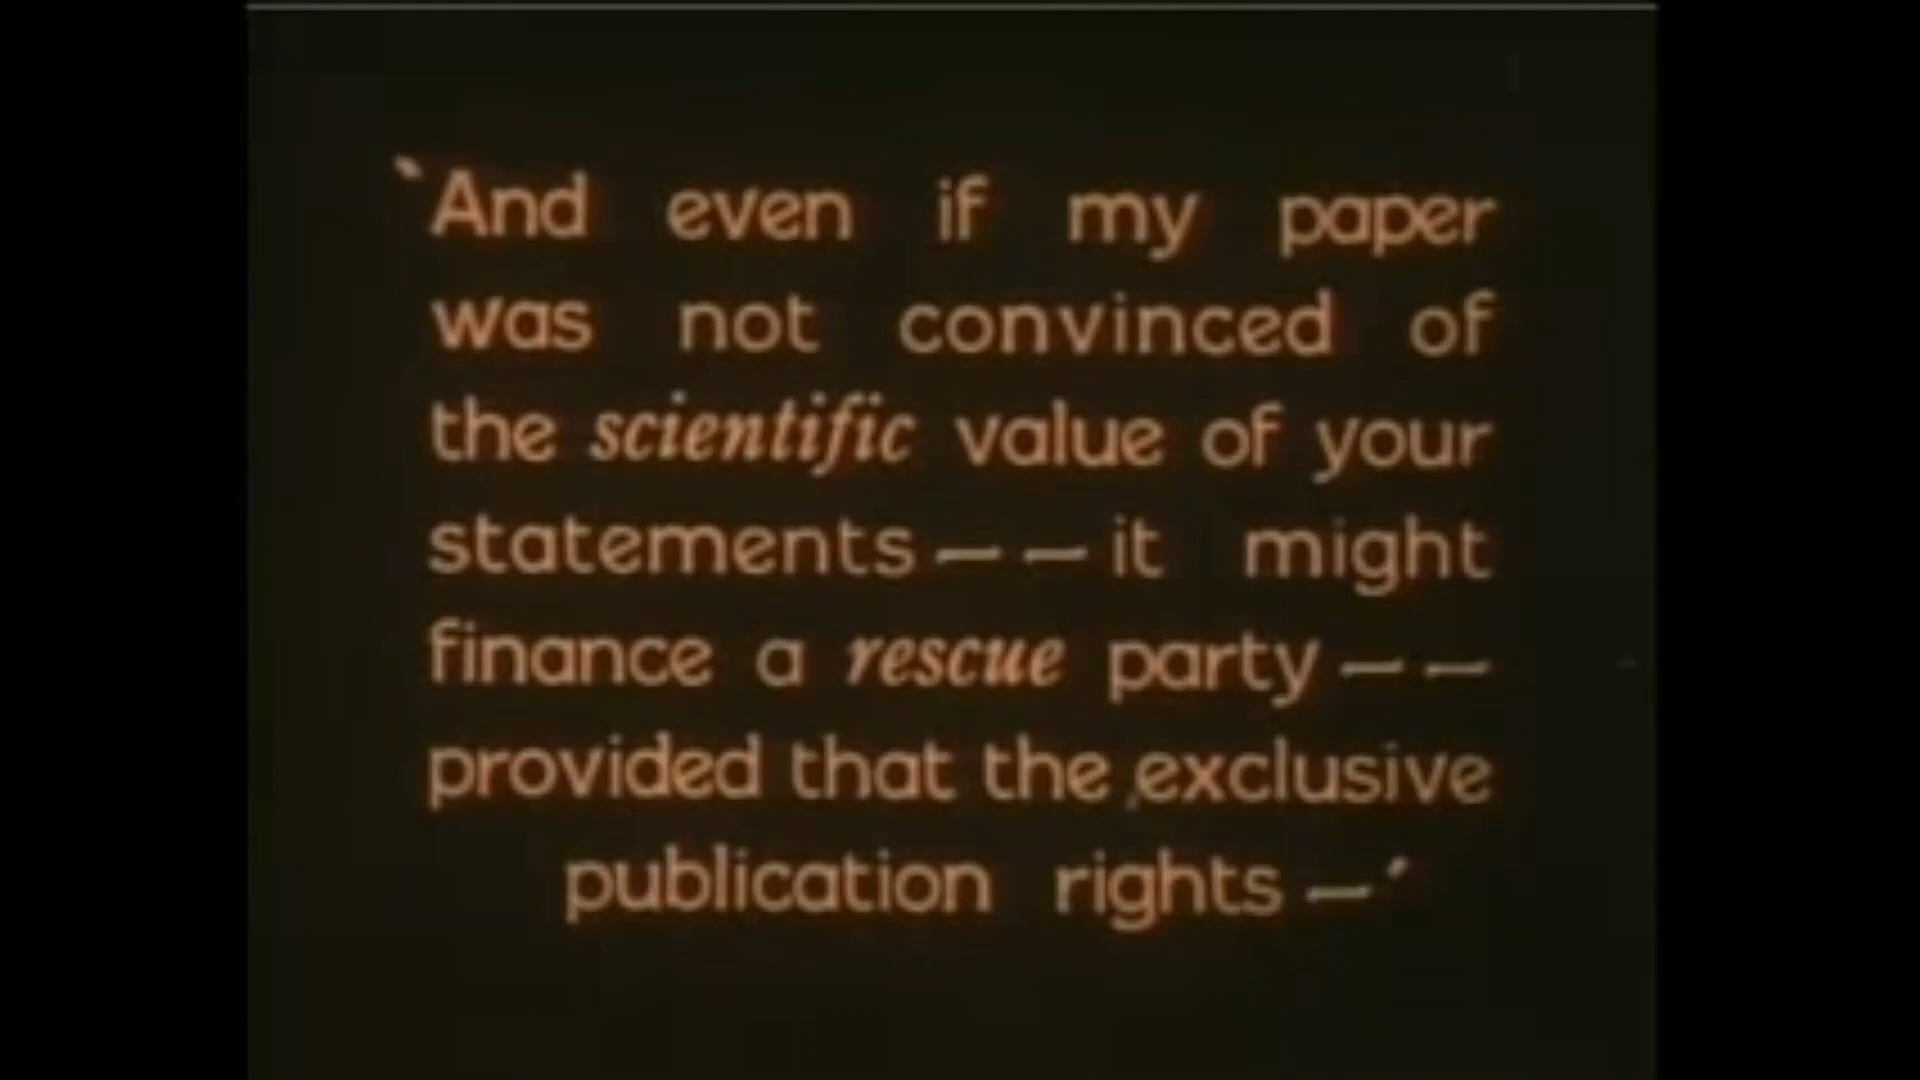 ‵And even if my paper
was not convinced of
the scientific value of your
statements — — it might
finance a rescue party — —
provided that the exclusive
publication rights —′